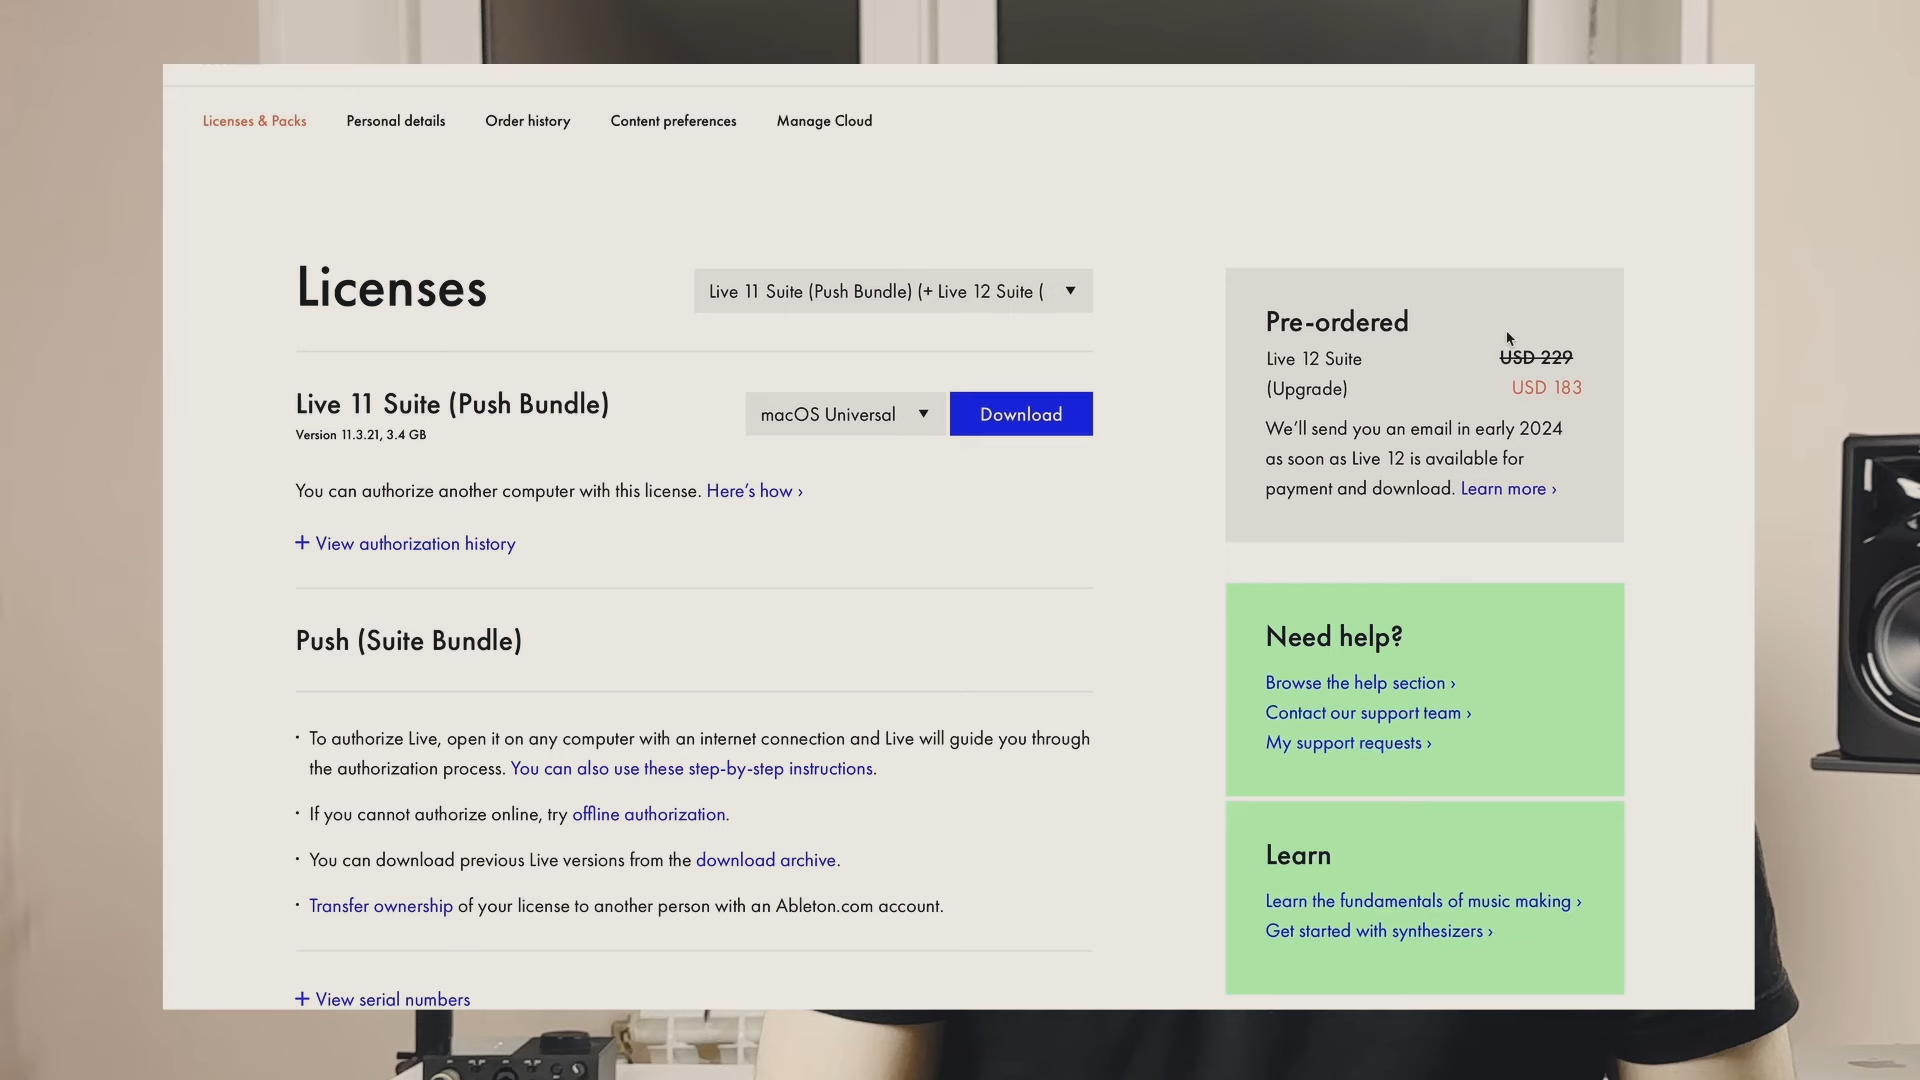 Licenses & Packs Personal details Order history Content preferences Manage Cloud
Licenses
Live 11 Suite (Push Bundle) (+ Live 12 Suite (
Live 11 Suite (Push Bundle)
Version 11.3.21, 3.4 GB
macOS Universal
Download
You can authorize another computer with this license. Here's how ›
+ View authorization history
Push (Suite Bundle)
· To authorize Live, open it on any computer with an internet connection and Live will guide you through
the authorization process. You can also use these step-by-step instructions.
· If you cannot authorize online, try offline authorization.
· You can download previous Live versions from the download archive.
· Transfer ownership of your license to another person with an Ableton.com account.
+ View serial numbers
Pre-ordered
Live 12 Suite USD 229
(Upgrade) USD 183
We'll send you an email in early 2024
as soon as Live 12 is available for
payment and download. Learn more ›
Need help?
Browse the help section ›
Contact our support team ›
My support requests ›
Learn
Learn the fundamentals of music making ›
Get started with synthesizers ›